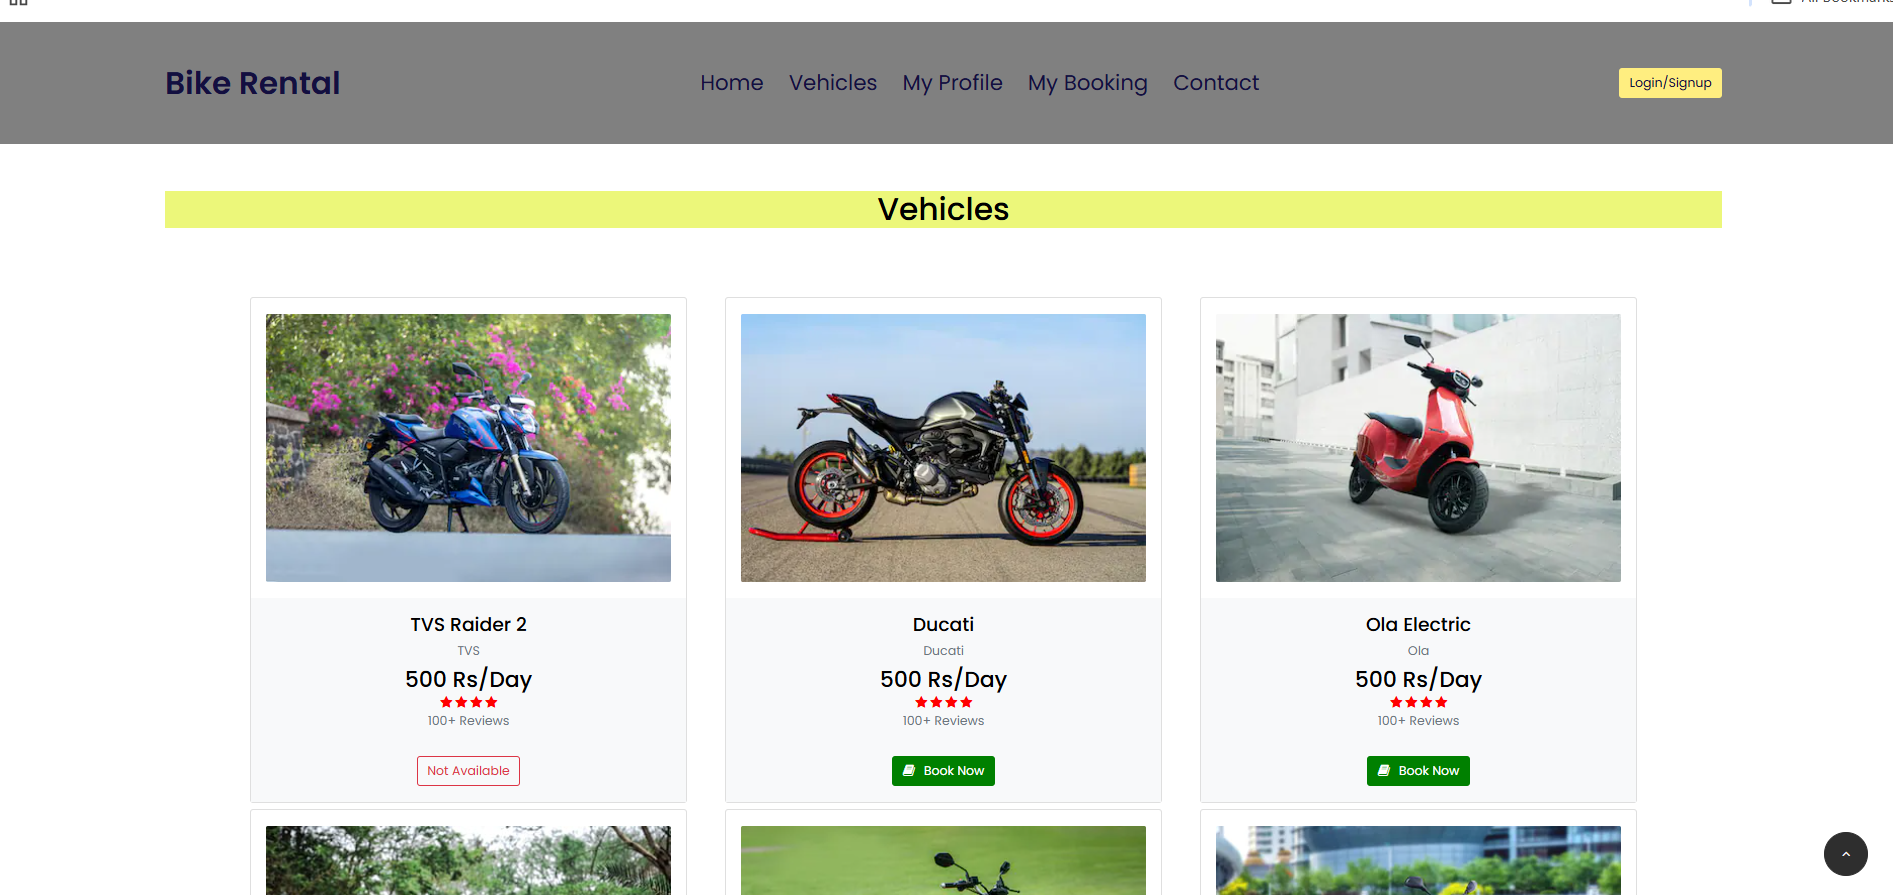 Bike Rental
Home Vehicles My Profile My Booking Contact
Login/Signup
Vehicles
TVS Raider 2
TVS
500 Rs/Day
100+ Reviews
Not Available
Ducati
Ducati
500 Rs/Day
100+ Reviews
Book Now
Ola Electric
Ola
500 Rs/Day
100+ Reviews
Book Now